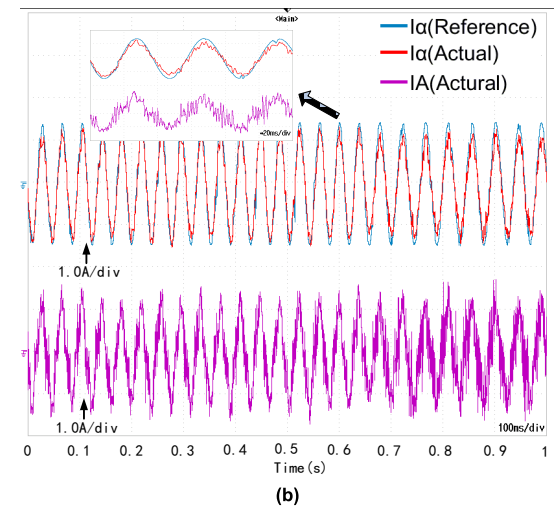 <Main>
Iα(Reference)
Iα(Actual)
IA(Actural)
=20ms/div
1.0A/div
1.0A/div
100ms/div
0 0.1 0.2 0.3 0.4 0.5 0.6 0.7 0.8 0.9 1
Time(s)
(b)